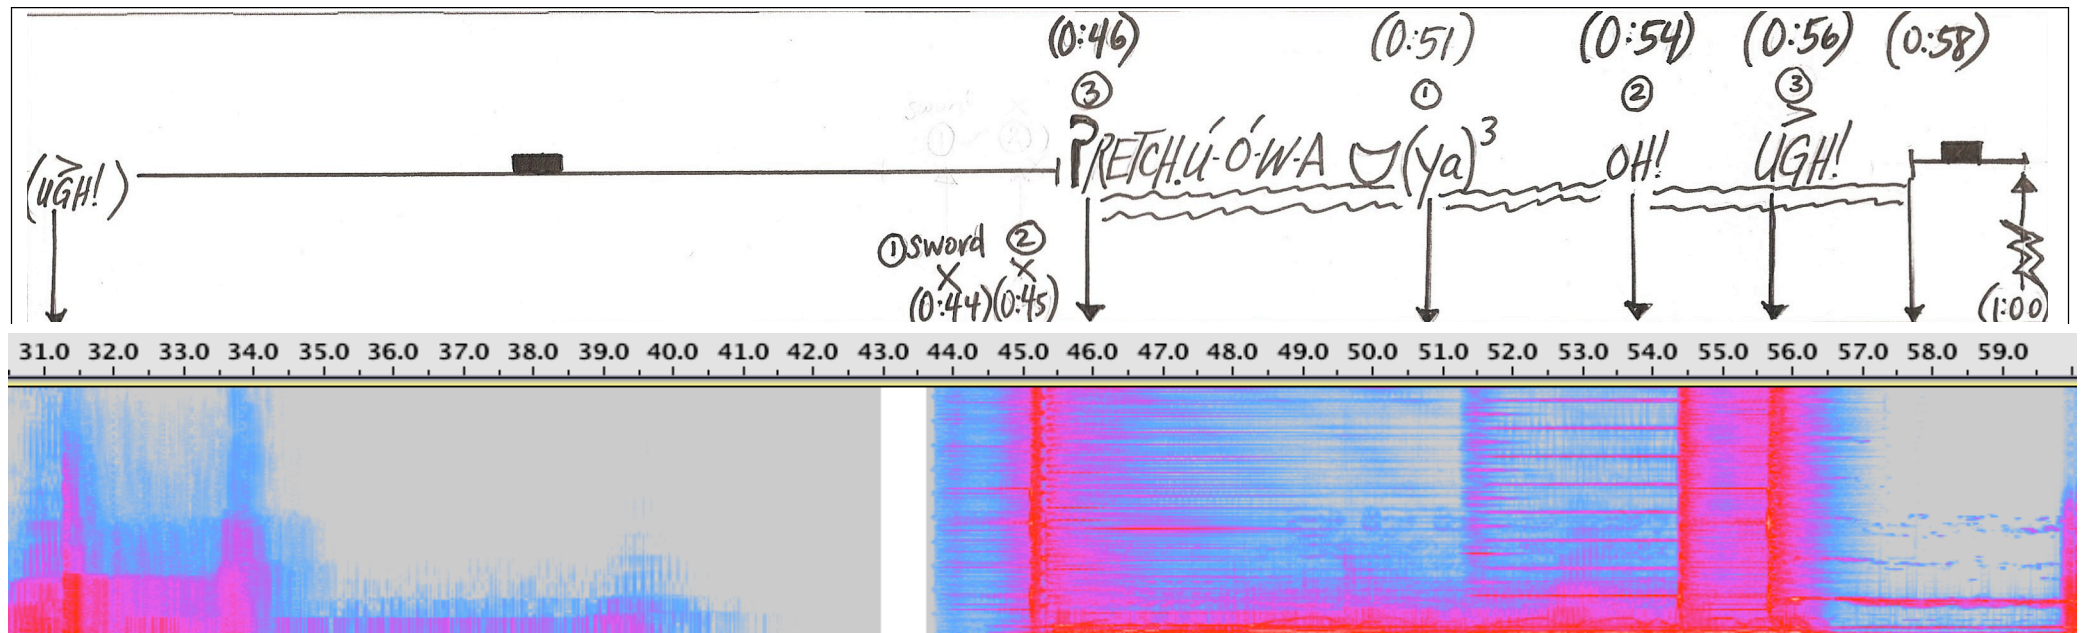 (0:46) (0:51) (0:54) (0:56) (0:58)
③ ① ② ③
(UGH!) PRETCH.Ú-Ó-W-A (ya)³ OH! UGH!
①sword ②
X X
(0:44)(0:45) (1:00)
31.0 32.0 33.0 34.0 35.0 36.0 37.0 38.0 39.0 40.0 41.0 42.0 43.0 44.0 45.0 46.0 47.0 48.0 49.0 50.0 51.0 52.0 53.0 54.0 55.0 56.0 57.0 58.0 59.0